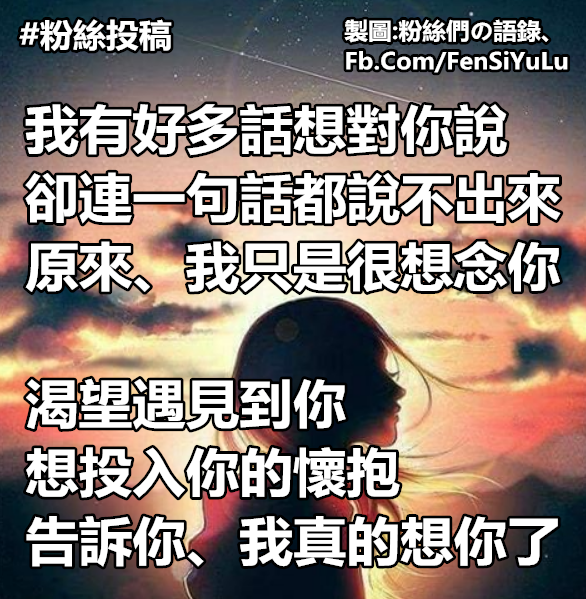 #粉絲投稿
製圖:粉絲們の語錄、
Fb.Com/FenSiYuLu
我有好多話想對你說
卻連一句話都說不出來
原來、我只是很想念你
渴望遇見到你
想投入你的懷抱
告訴你、我真的想你了